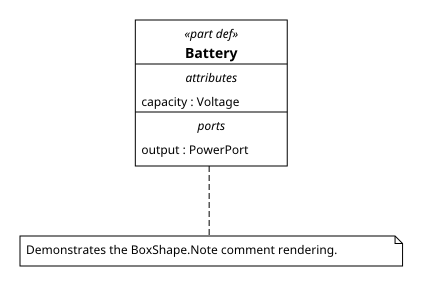 «part def»
Battery
attributes
capacity : Voltage
ports
output : PowerPort
Demonstrates the BoxShape.Note comment rendering.